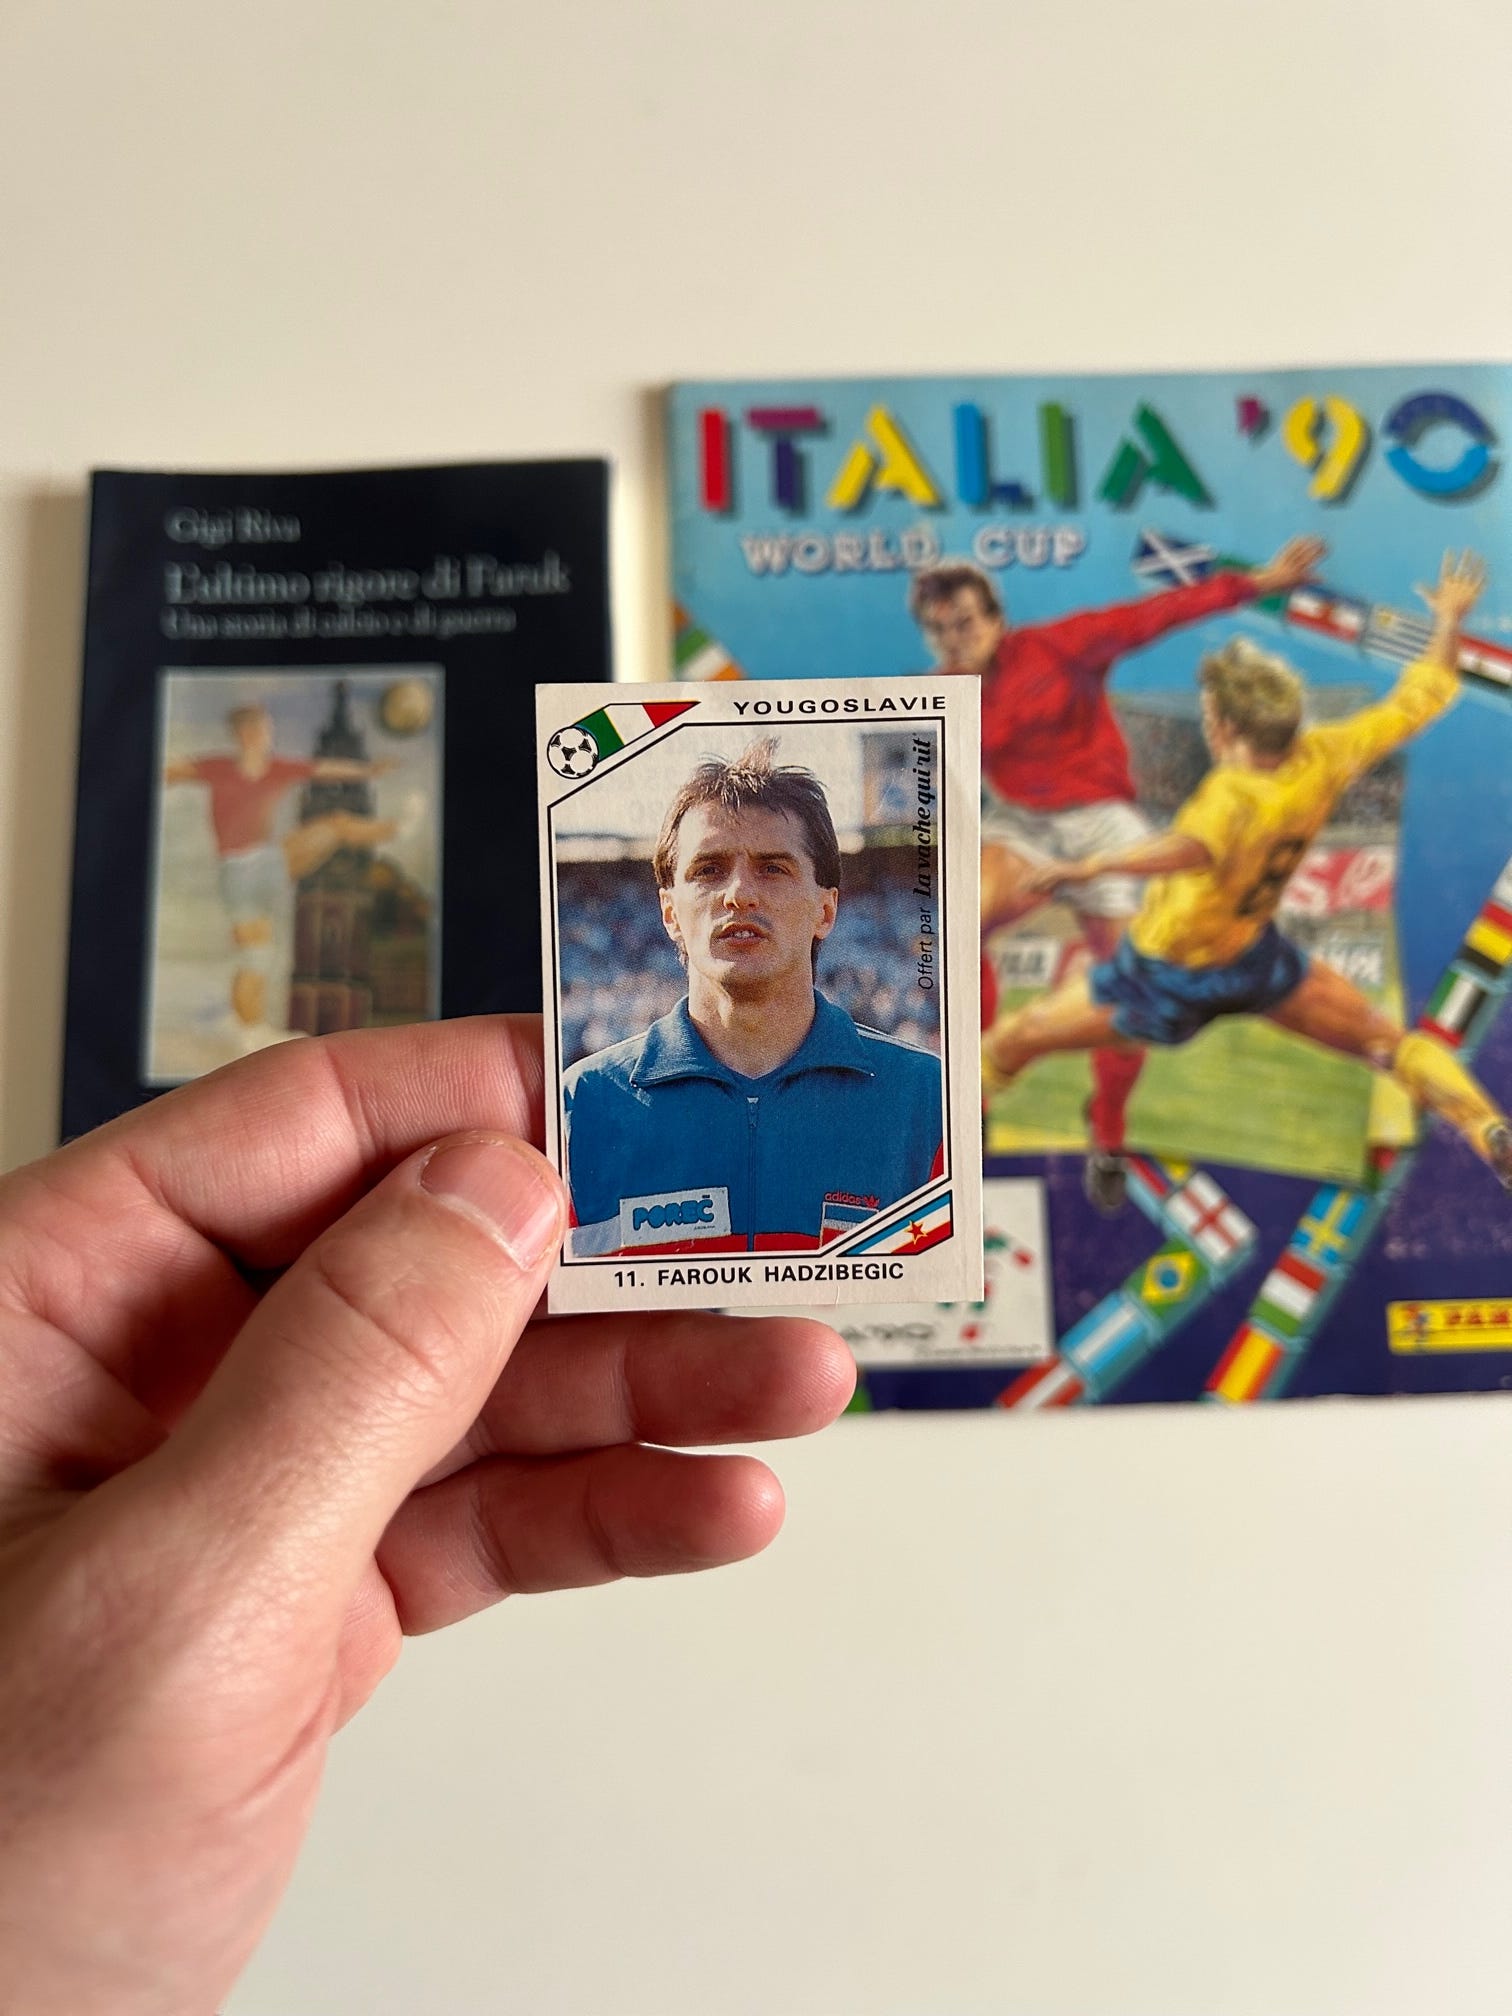 Gigi Riva
L'ultimo rigore di Faruk
Una storia di calcio e di guerra
ITALIA '90
WORLD CUP
8
YOUGOSLAVIE
Offert par La vache qui rit
POREČ
adidas
11. FAROUK HADZIBEGIC